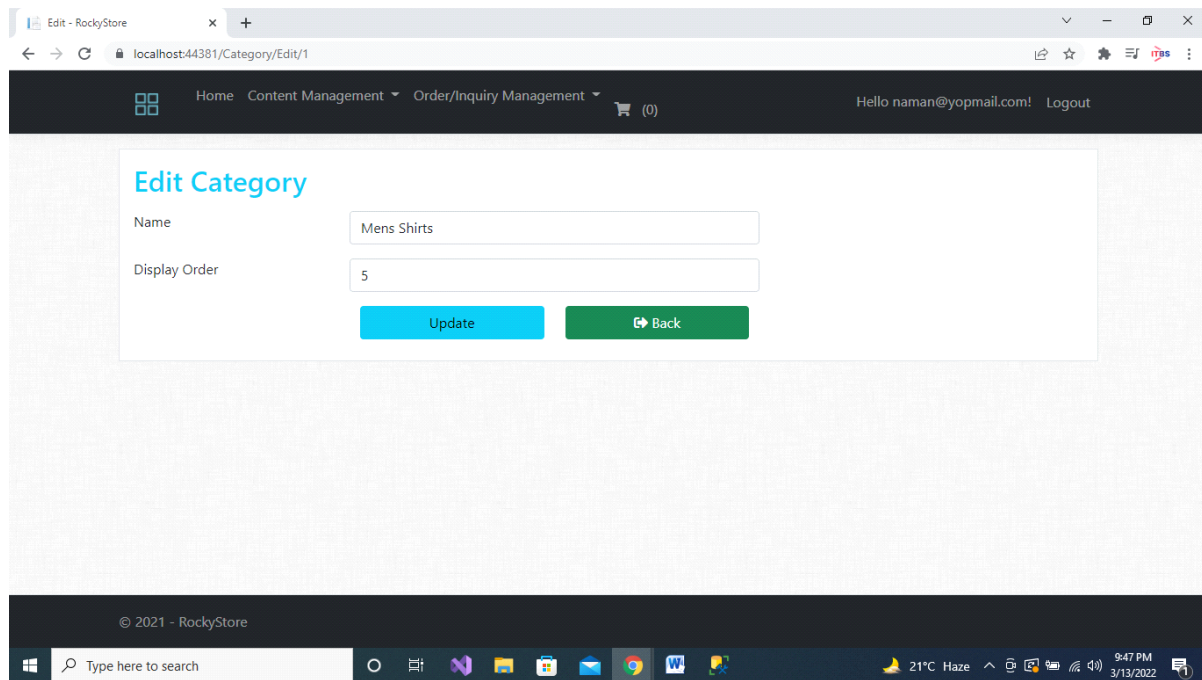 Edit - RockyStore
localhost:44381/Category/Edit/1
ITBS
Home Content Management Order/Inquiry Management (0) Hello naman@yopmail.com! Logout
Edit Category
Name
Mens Shirts
Display Order
5
Update Back
© 2021 - RockyStore
Type here to search
W
21°C Haze
9:47 PM
3/13/2022
1